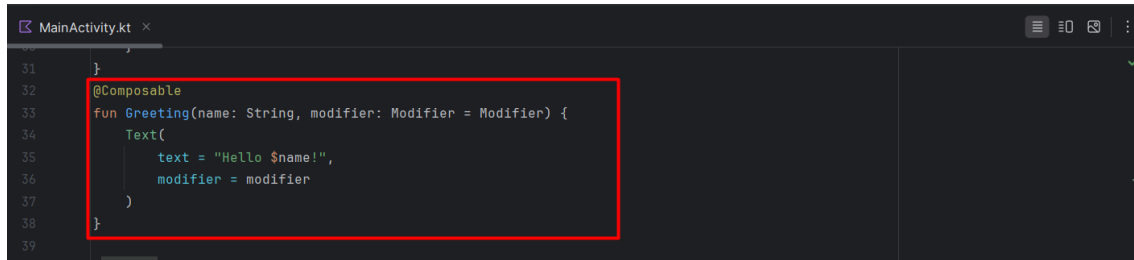 MainActivity.kt
31 }
32 @Composable
33 fun Greeting(name: String, modifier: Modifier = Modifier) {
34 Text(
35 text = "Hello $name!",
36 modifier = modifier
37 )
38 }
39